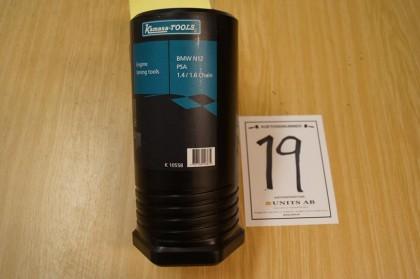 Kamasa-TOOLS
Engine
timing tools
BMW N12
PSA
1.4 / 1.6 Chain
K 10558
19
UNITS AB